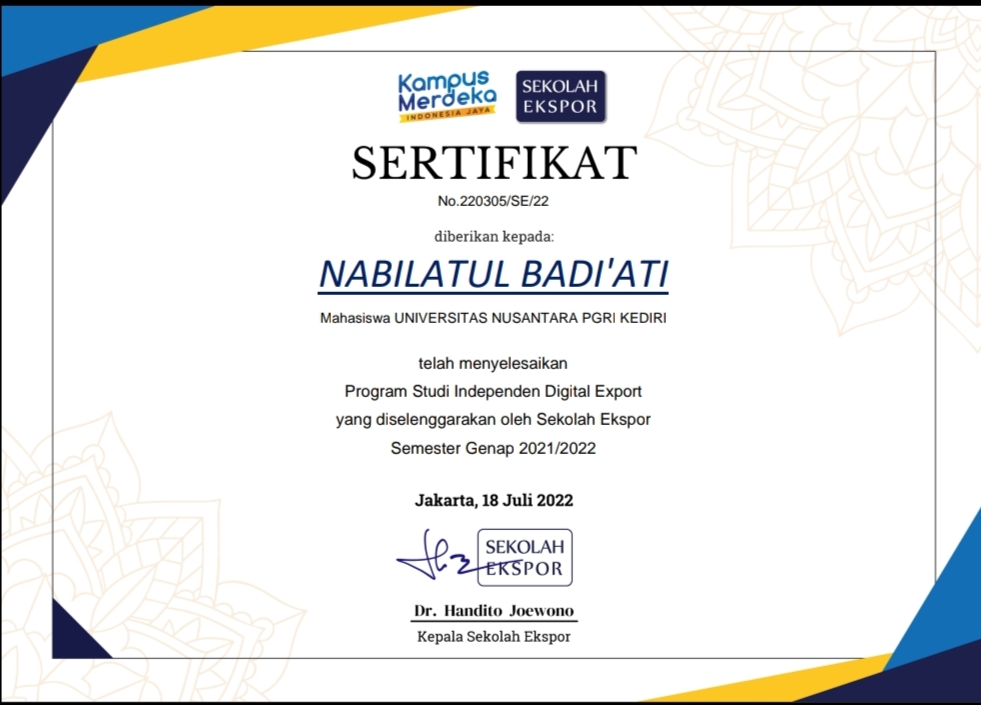 Kampus
Merdeka
INDONESIA JAYA
SEKOLAH
EKSPOR
SERTIFIKAT
No.220305/SE/22
diberikan kepada:
NABILATUL BADI'ATI
Mahasiswa UNIVERSITAS NUSANTARA PGRI KEDIRI
telah menyelesaikan
Program Studi Independen Digital Export
yang diselenggarakan oleh Sekolah Ekspor
Semester Genap 2021/2022
Jakarta, 18 Juli 2022
SEKOLAH
EKSPOR
Dr. Handito Joewono
Kepala Sekolah Ekspor